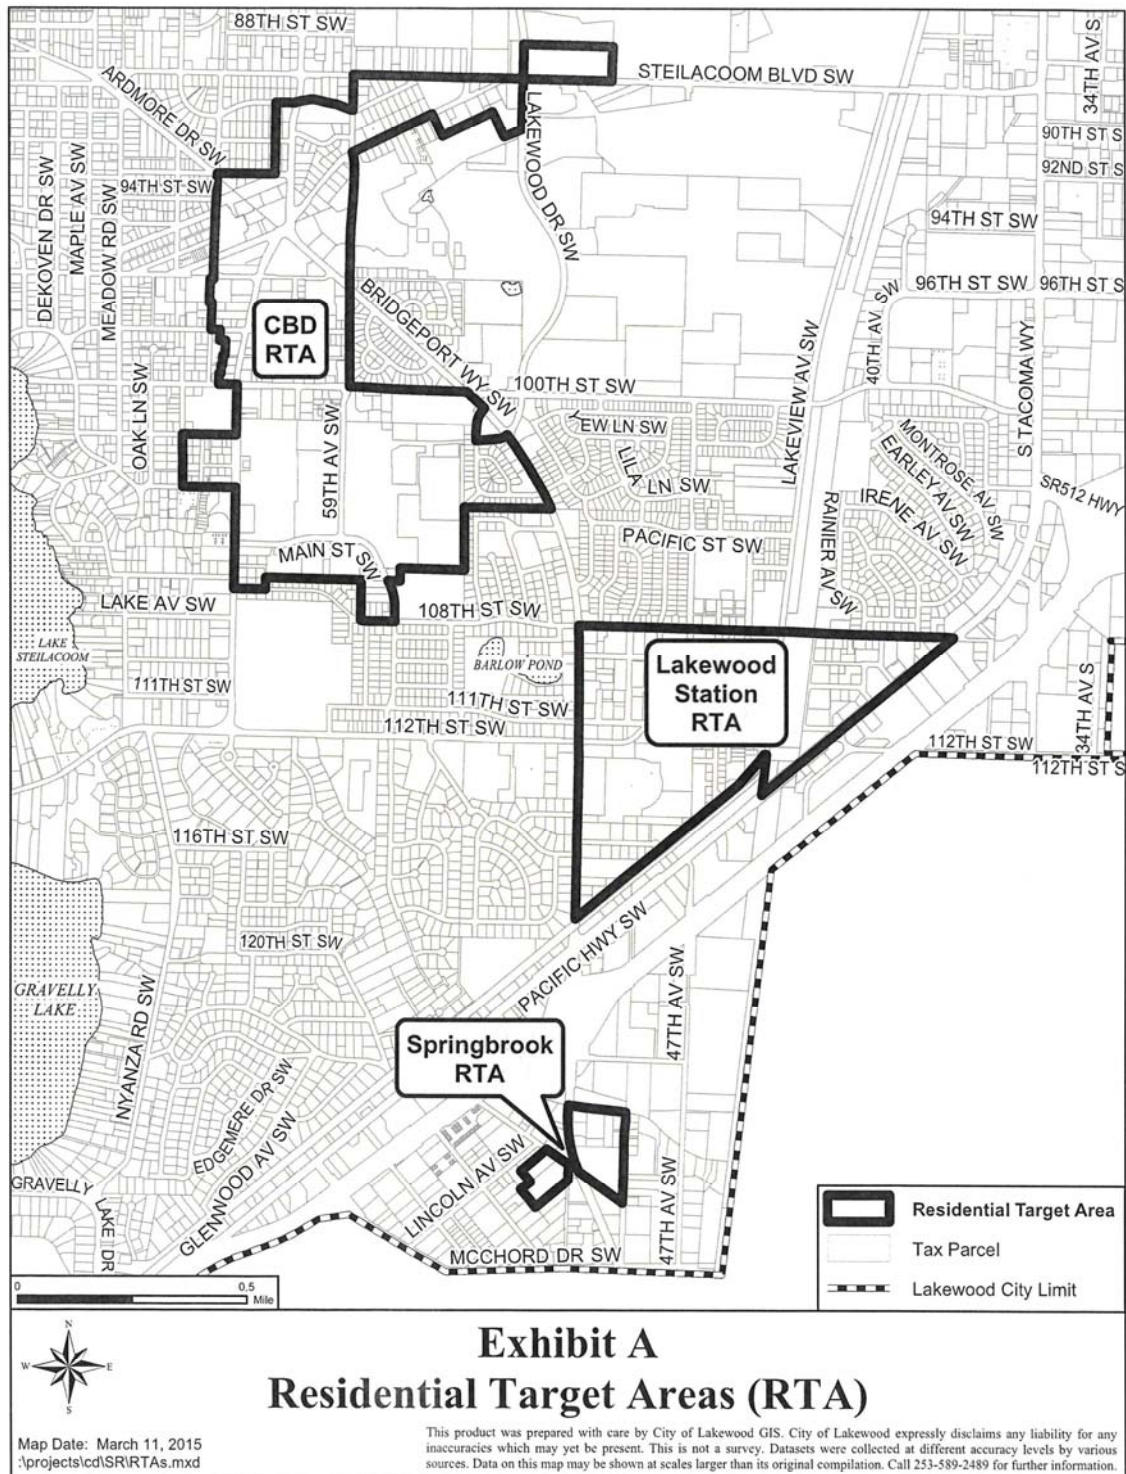 88TH ST SW
STEILACOOM BLVD SW
34TH AV S
ARDMORE DR SW
LAKEWOOD DR SW
90TH ST S
92ND ST S
DEKOVEN DR SW
MAPLE AV SW
MEADOW RD SW
94TH ST SW
94TH ST SW
96TH ST SW
96TH ST S
CBD
RTA
BRIDGEPORT WY SW
40TH AV SW
LAKEVIEW AV SW
S TACOMA WY
100TH ST SW
OAK LN SW
59TH AV SW
YEW LN SW
LILA LN SW
MONTROSE AV SW
EARLEY AV SW
IRENE AV SW
SR512 HWY
RAINIER AV SW
PACIFIC ST SW
MAIN ST SW
LAKE AV SW
108TH ST SW
LAKE
STEILACOOM
BARLOW POND
Lakewood
Station
RTA
111TH ST SW
111TH ST SW
112TH ST SW
34TH AV S
112TH ST SW
112TH ST S
116TH ST SW
120TH ST SW
PACIFIC HWY SW
47TH AV SW
GRAVELLY
LAKE
NYANZA RD SW
Springbrook
RTA
EDGEMERE DR SW
GLENWOOD AV SW
LINCOLN AV SW
47TH AV SW
GRAVELLY LAKE DR
MCCHORD DR SW
Residential Target Area
Tax Parcel
Lakewood City Limit
0 0.5
Mile
N
W E
S
Exhibit A
Residential Target Areas (RTA)
Map Date: March 11, 2015
:\projects\cd\SR\RTAs.mxd
This product was prepared with care by City of Lakewood GIS. City of Lakewood expressly disclaims any liability for any
inaccuracies which may yet be present. This is not a survey. Datasets were collected at different accuracy levels by various
sources. Data on this map may be shown at scales larger than its original compilation. Call 253-589-2489 for further information.